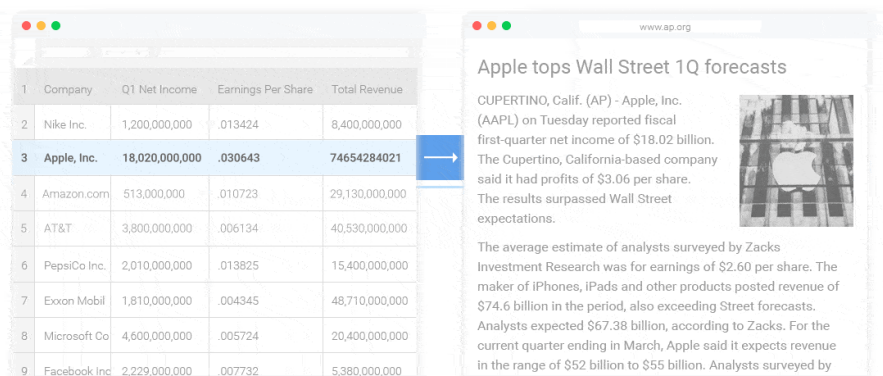 1 Company Q1 Net Income Earnings Per Share Total Revenue
2 Nike Inc. 1,200,000,000 .013424 8,400,000,000
3 Apple, Inc. 18,020,000,000 .030643 74654284021
4 Amazon.com 513,000,000 .010723 29,130,000,000
5 AT&T 3,800,000,000 .006134 40,530,000,000
6 PepsiCo Inc. 2,010,000,000 .013825 15,400,000,000
7 Exxon Mobil 1,810,000,000 .004345 48,710,000,000
8 Microsoft Co 4,600,000,000 .005724 20,400,000,000
9 Facebook Inc 2,229,000,000 .007732 5,380,000,000
www.ap.org
Apple tops Wall Street 1Q forecasts
CUPERTINO, Calif. (AP) - Apple, Inc.
(AAPL) on Tuesday reported fiscal
first-quarter net income of $18.02 billion.
The Cupertino, California-based company
said it had profits of $3.06 per share.
The results surpassed Wall Street
expectations.
The average estimate of analysts surveyed by Zacks
Investment Research was for earnings of $2.60 per share. The
maker of iPhones, iPads and other products posted revenue of
$74.6 billion in the period, also exceeding Street forecasts.
Analysts expected $67.38 billion, according to Zacks. For the
current quarter ending in March, Apple said it expects revenue
in the range of $52 billion to $55 billion. Analysts surveyed by